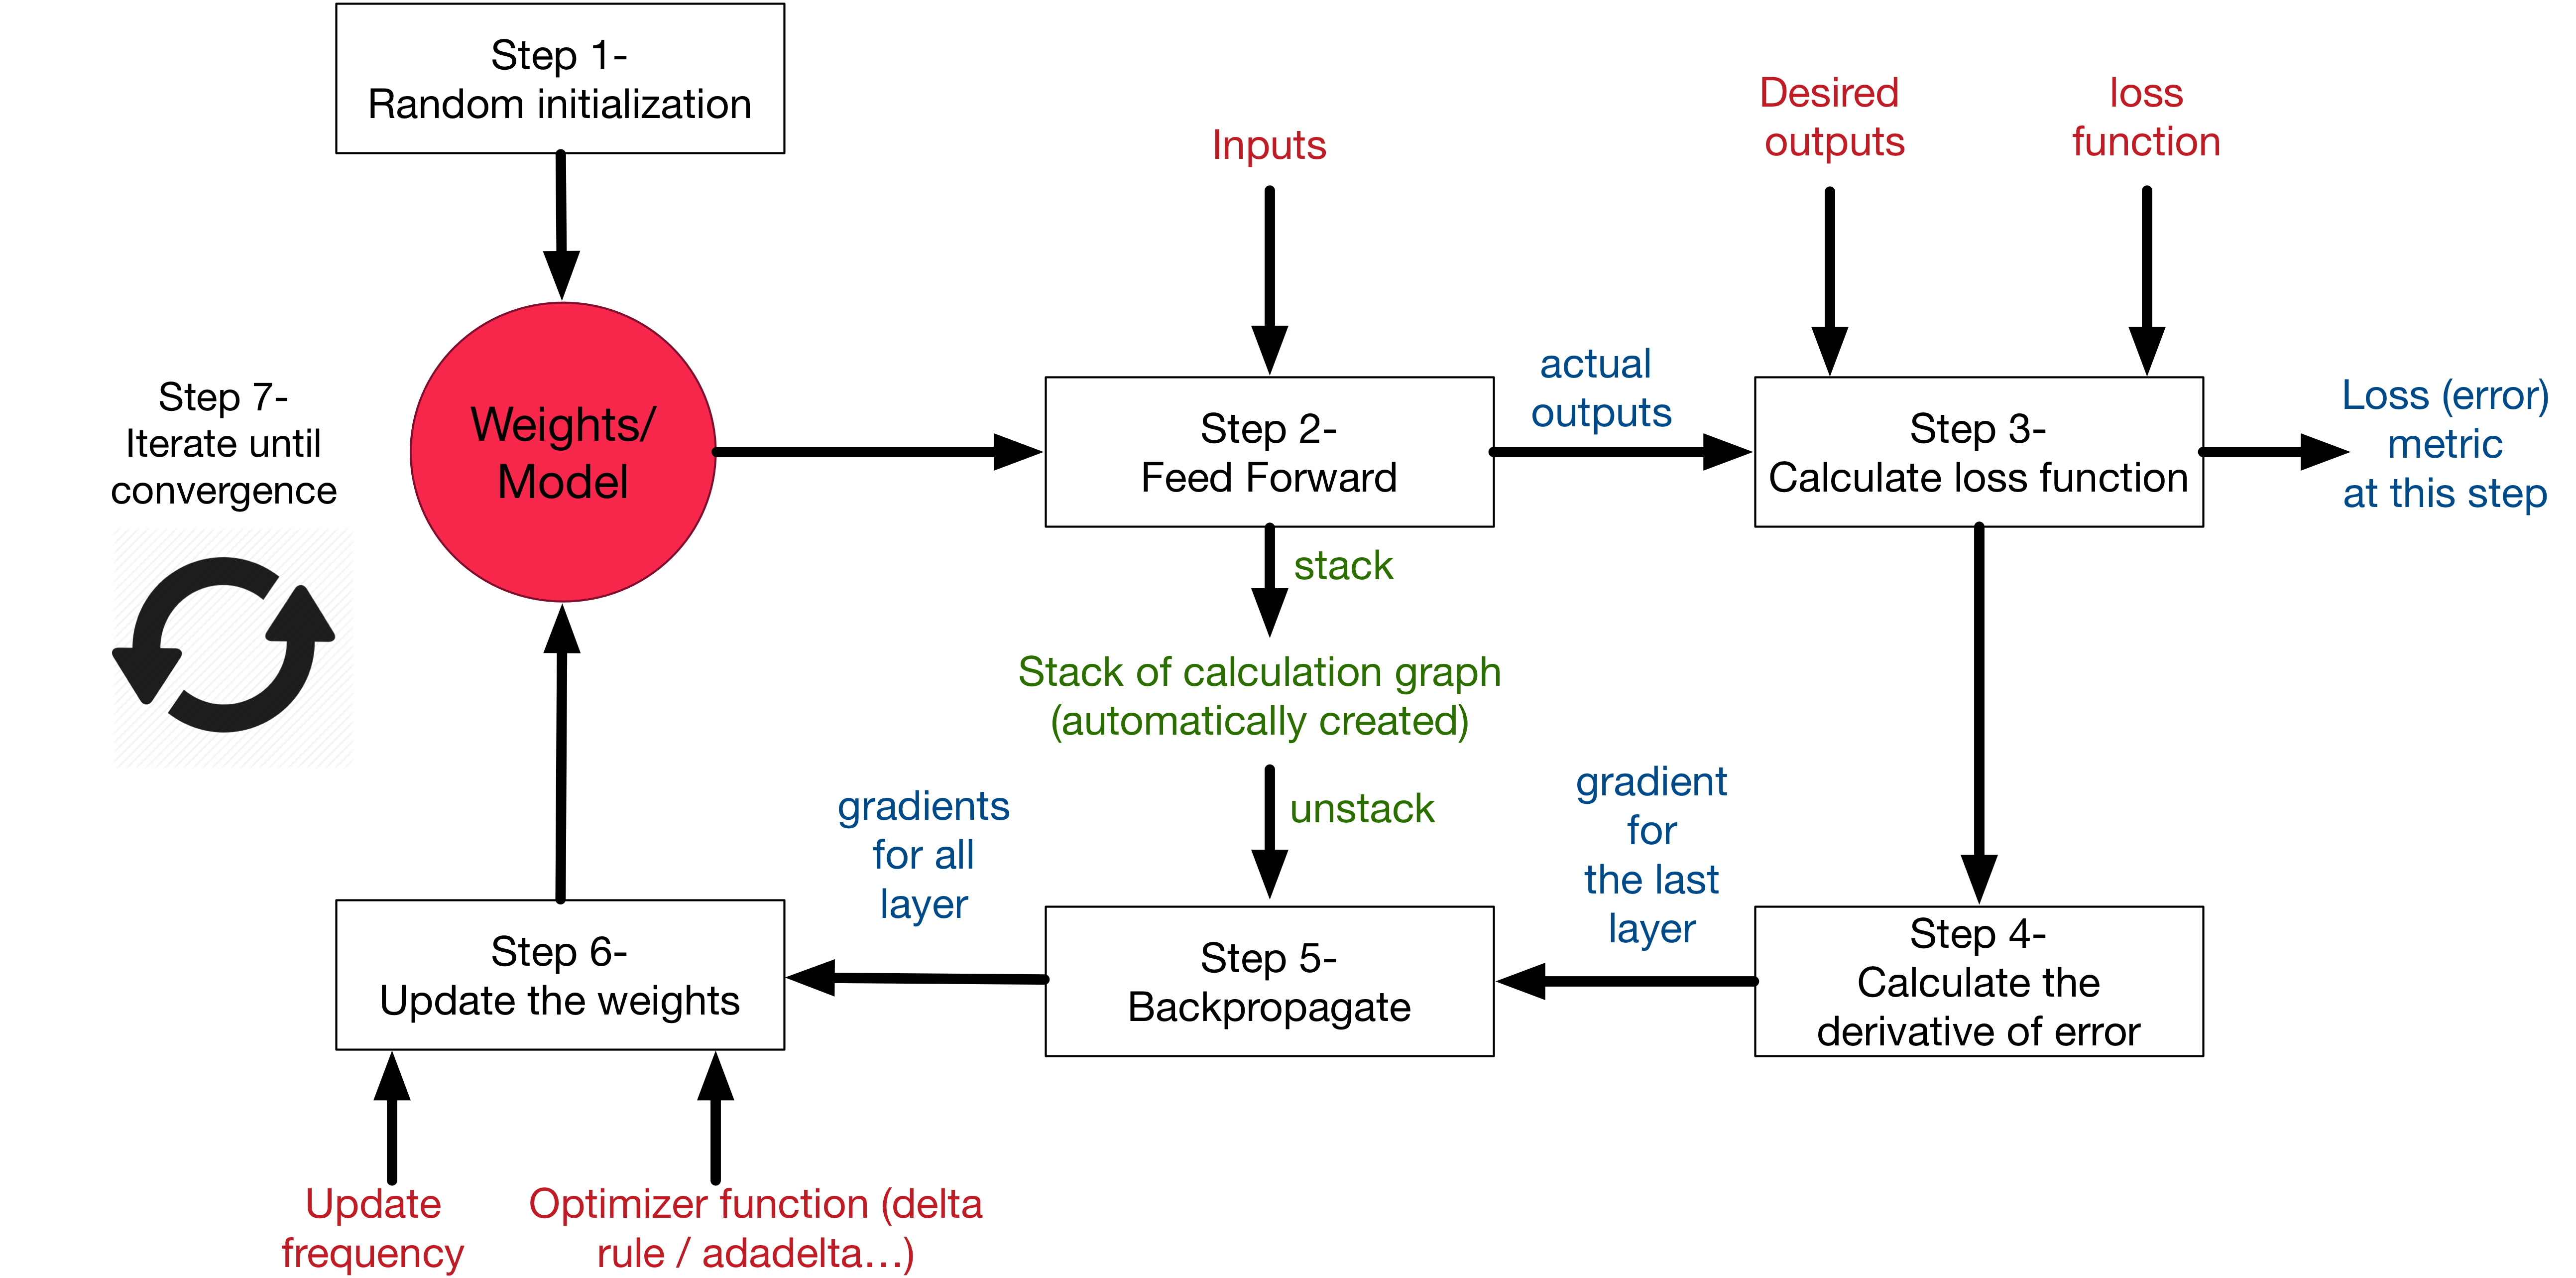 Step 1-
Random initialization
Inputs
Desired
outputs
loss
function
Step 7-
Iterate until
convergence
Weights/
Model
Step 2-
Feed Forward
actual
outputs
Step 3-
Calculate loss function
Loss (error)
metric
at this step
stack
Stack of calculation graph
(automatically created)
unstack
gradients
for all
layer
gradient
for
the last
layer
Step 6-
Update the weights
Step 5-
Backpropagate
Step 4-
Calculate the
derivative of error
Update
frequency
Optimizer function (delta
rule / adadelta...)